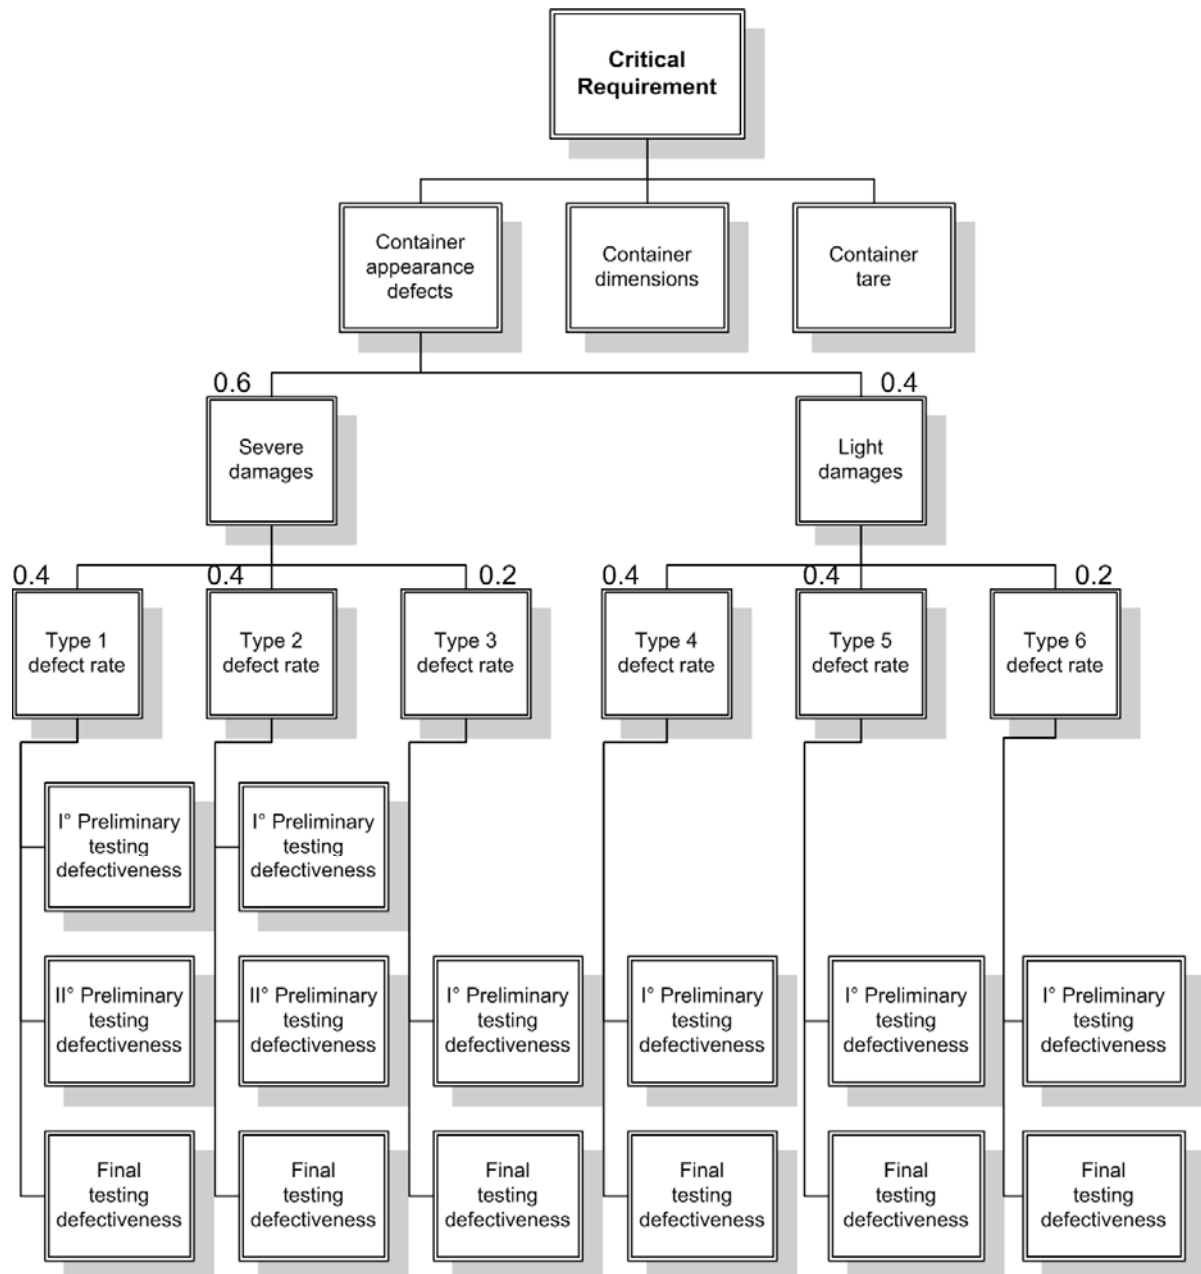 Critical
Requirement
Container
appearance
defects
Container
dimensions
Container
tare
0.6
0.4
Severe
damages
Light
damages
0.4
0.4
0.2
0.4
0.4
0.2
Type 1
defect rate
Type 2
defect rate
Type 3
defect rate
Type 4
defect rate
Type 5
defect rate
Type 6
defect rate
I° Preliminary
testing
defectiveness
I° Preliminary
testing
defectiveness
II° Preliminary
testing
defectiveness
II° Preliminary
testing
defectiveness
I° Preliminary
testing
defectiveness
I° Preliminary
testing
defectiveness
I° Preliminary
testing
defectiveness
I° Preliminary
testing
defectiveness
Final
testing
defectiveness
Final
testing
defectiveness
Final
testing
defectiveness
Final
testing
defectiveness
Final
testing
defectiveness
Final
testing
defectiveness